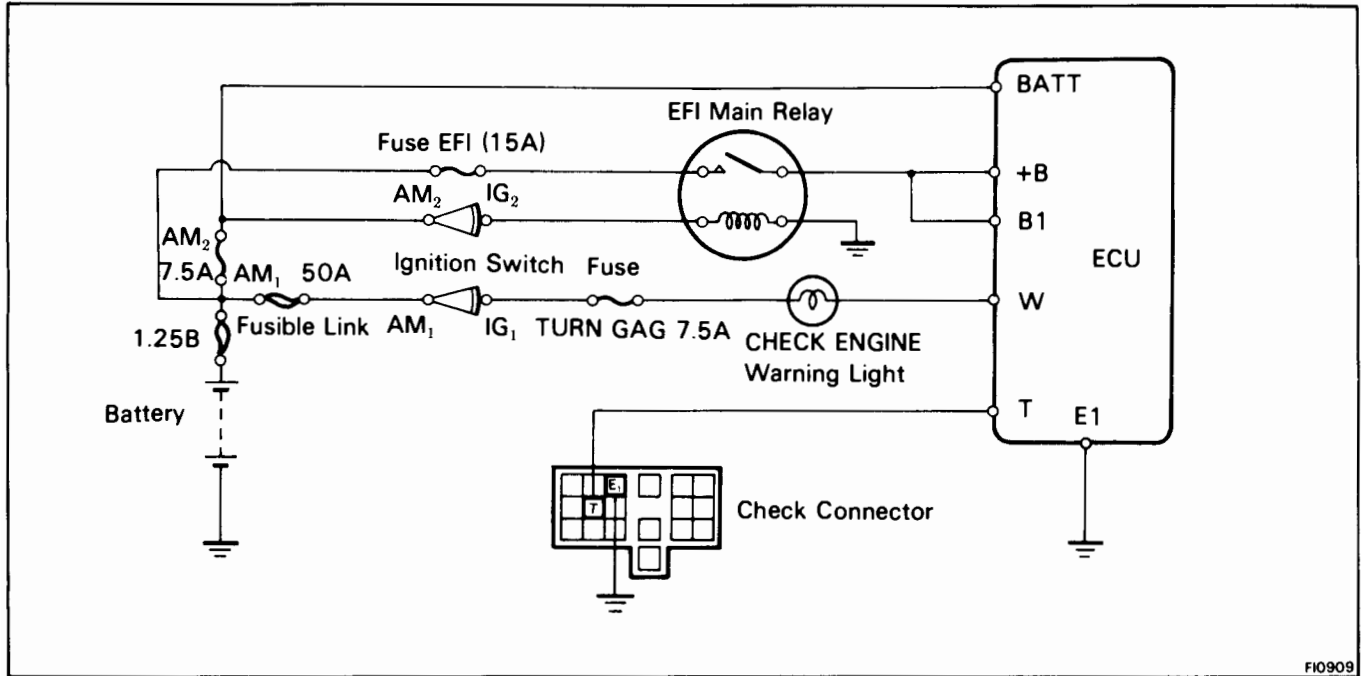 BATT
EFI Main Relay
Fuse EFI (15A)
+B
AM₂ IG₂
B1
AM₂
ECU
7.5A AM₁ 50A Ignition Switch Fuse
W
Fusible Link AM₁ IG₁ TURN GAG 7.5A
1.25B
CHECK ENGINE
Warning Light
Battery
T
E1
E₁
T
Check Connector
FI0909